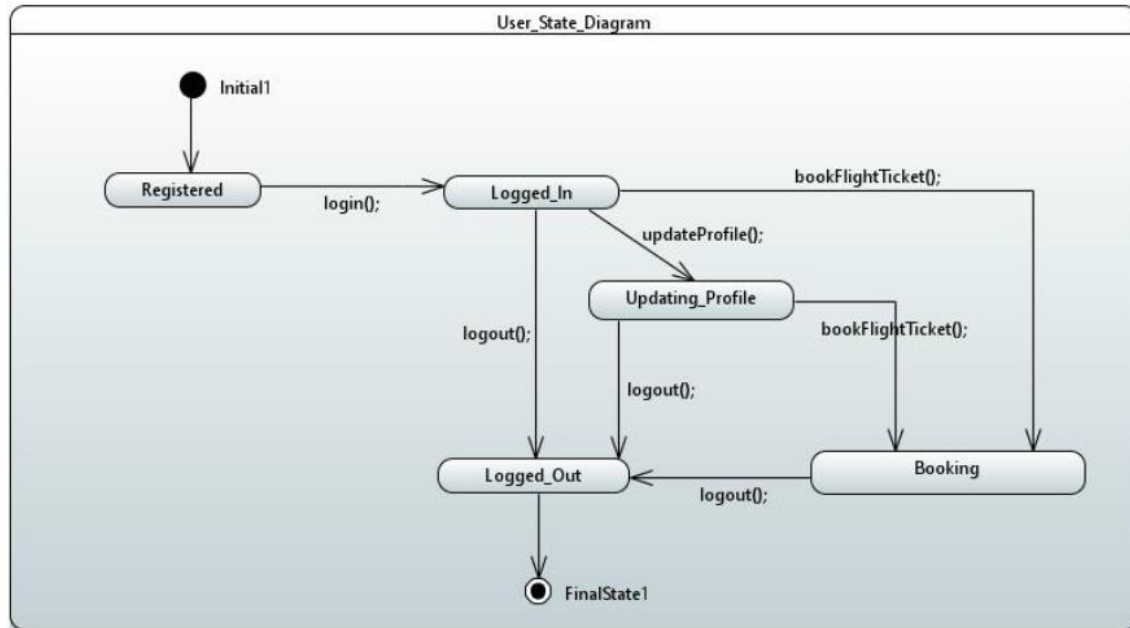 User_State_Diagram
Initial1
Registered
login();
Logged_In
bookFlightTicket();
updateProfile();
Updating_Profile
bookFlightTicket();
logout();
logout();
Logged_Out
logout();
Booking
FinalState1